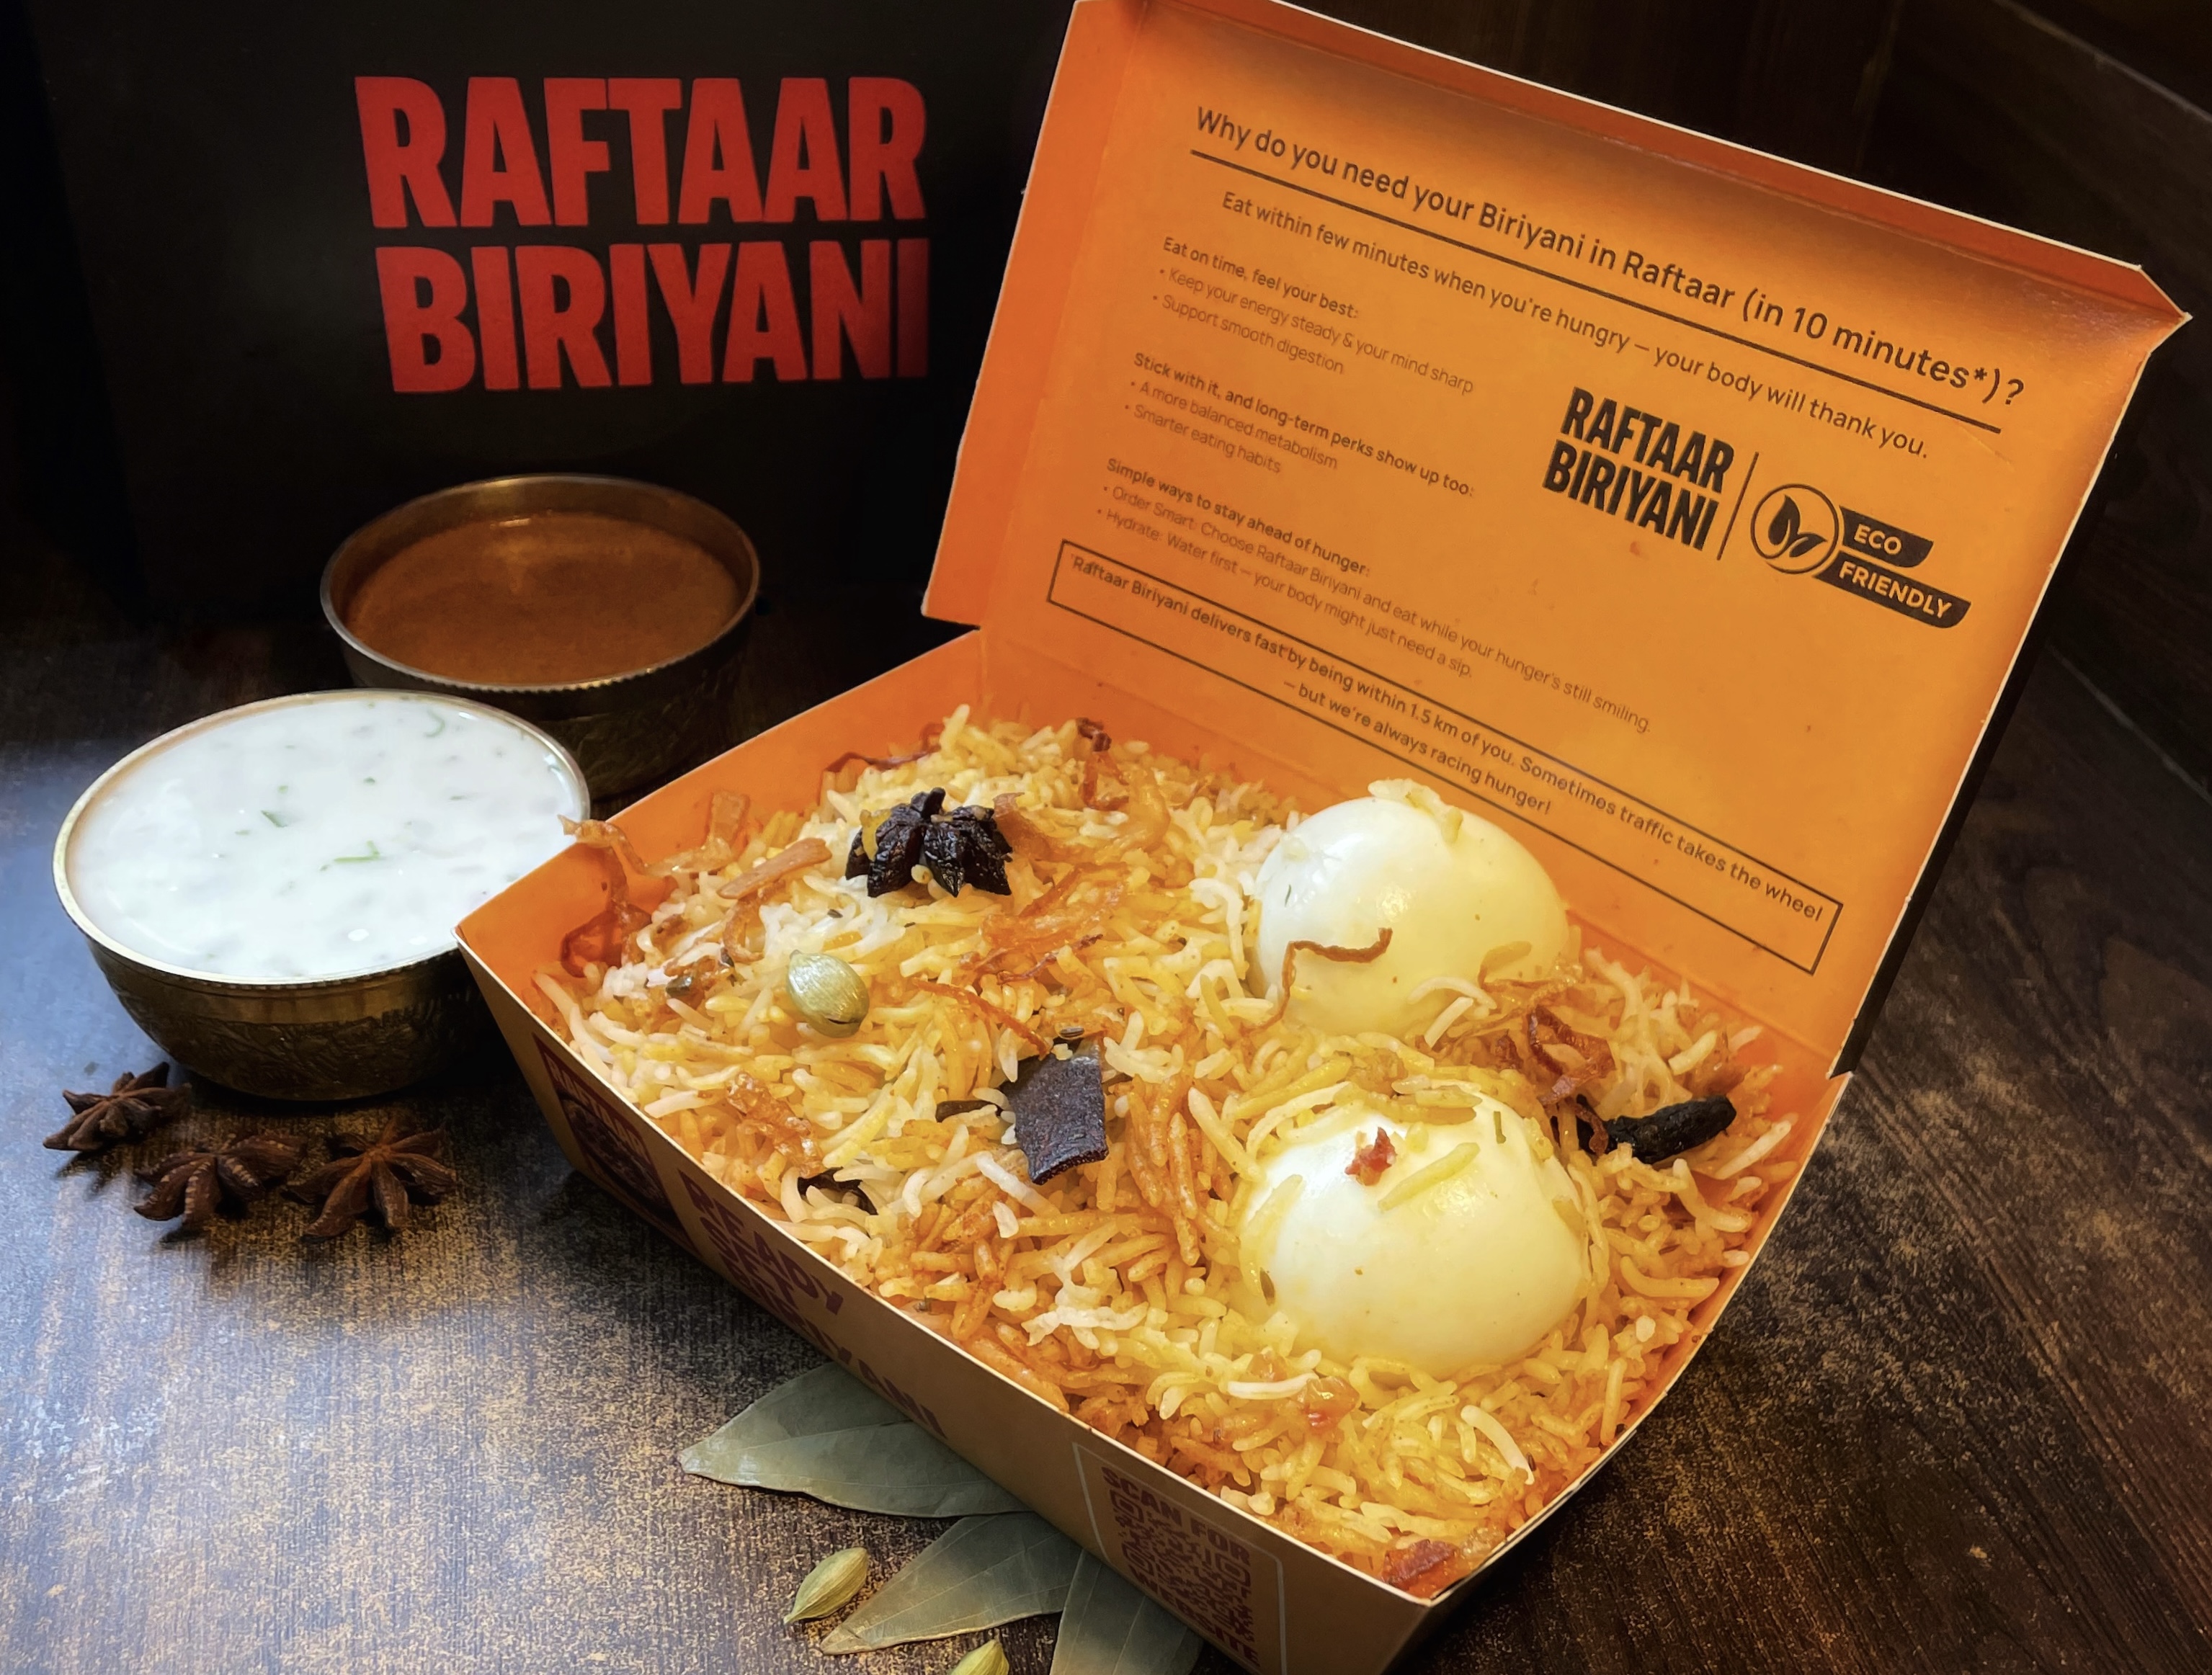 RAFTAAR
BIRIYANI
Why do you need your Biriyani in Raftaar (in 10 minutes*)?
Eat within few minutes when you're hungry — your body will thank you.
Eat on time, feel your best:
• Keep your energy steady & your mind sharp
• Support smooth digestion
Stick with it, and long-term perks show up too:
• A more balanced metabolism
• Smarter eating habits
Simple ways to stay ahead of hunger:
• Order Smart: Choose Raftaar Biriyani and eat while your hunger's still smiling.
• Hydrate: Water first — your body might just need a sip.
RAFTAAR
BIRIYANI
ECO
FRIENDLY
*Raftaar Biriyani delivers fast by being within 1.5 km of you. Sometimes traffic takes the wheel
— but we're always racing hunger!
READY
SET
BIRIYANI
SCAN FOR
WEBSITE